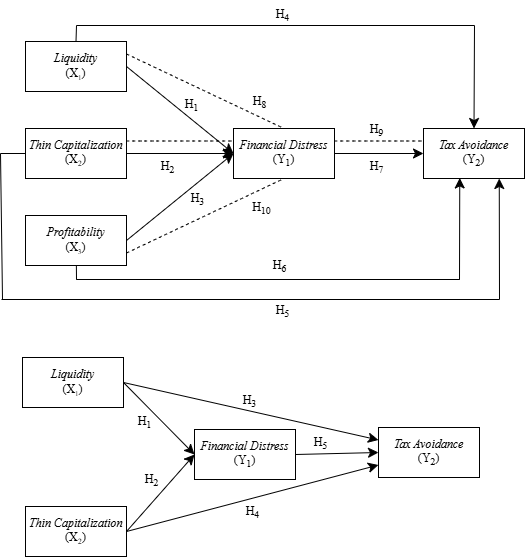 H4
Liquidity
(X1)
H1
H8
Thin Capitalization
(X2)
H2
Financial Distress
(Y1)
H9
H7
Tax Avoidance
(Y2)
H3
H10
Profitability
(X3)
H6
H5
Liquidity
(X1)
H3
H1
Financial Distress
(Y1)
H5
Tax Avoidance
(Y2)
H2
H4
Thin Capitalization
(X2)